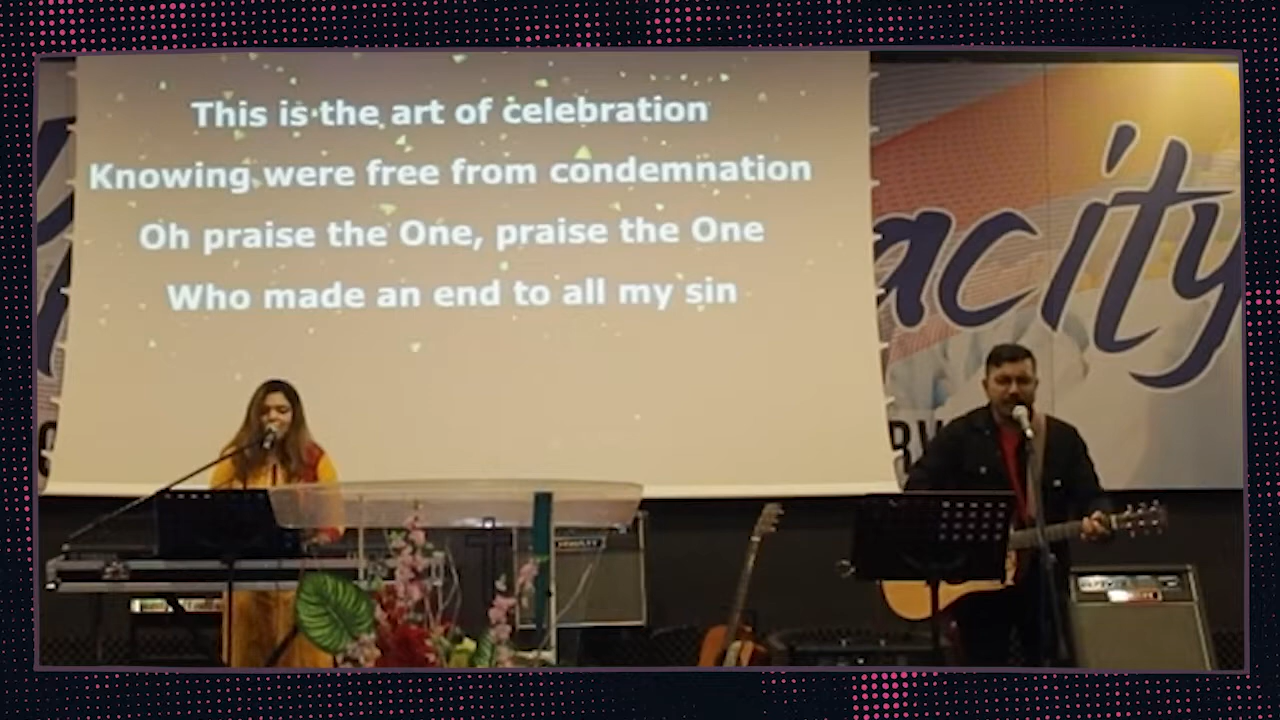 This is the art of celebration
Knowing were free from condemnation
Oh praise the One, praise the One
Who made an end to all my sin
acity